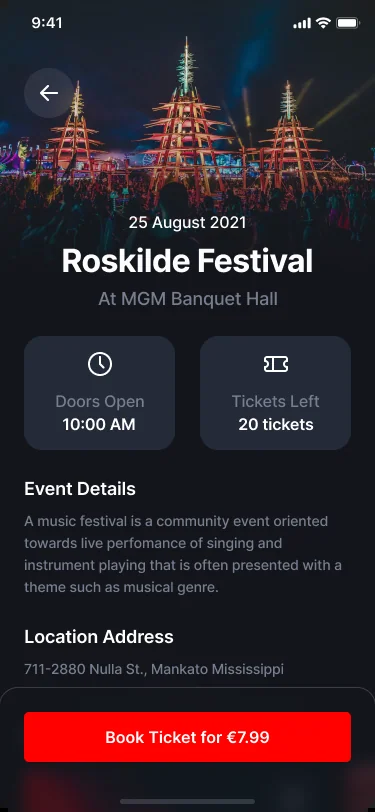 9:41
25 August 2021
Roskilde Festival
At MGM Banquet Hall
Doors Open
10:00 AM
Tickets Left
20 tickets
Event Details
A music festival is a community event oriented
towards live perfomance of singing and
instrument playing that is often presented with a
theme such as musical genre.
Location Address
711-2880 Nulla St., Mankato Mississippi
Book Ticket for €7.99